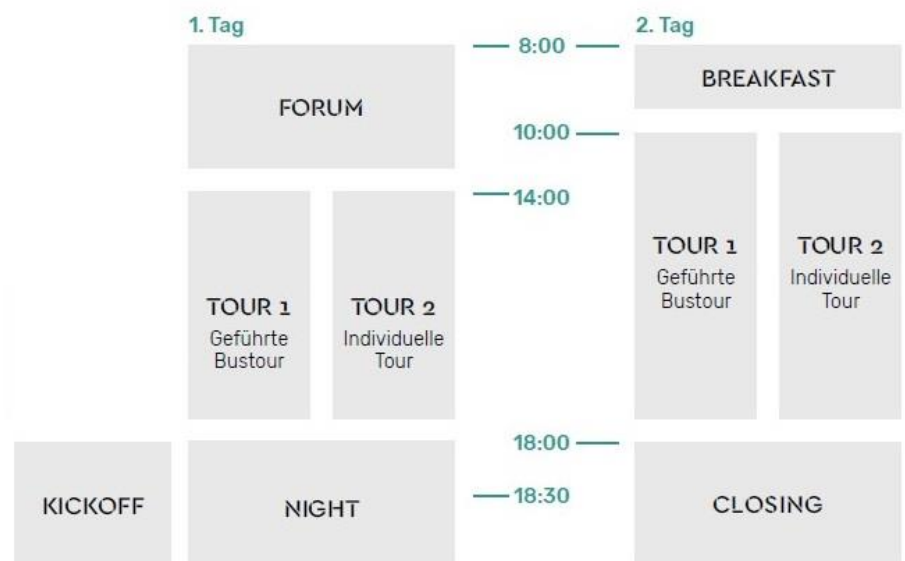 1. Tag
2. Tag
8:00
FORUM
BREAKFAST
10:00
14:00
TOUR 1
Geführte
Bustour
TOUR 2
Individuelle
Tour
TOUR 1
Geführte
Bustour
TOUR 2
Individuelle
Tour
18:00
KICKOFF
NIGHT
18:30
CLOSING